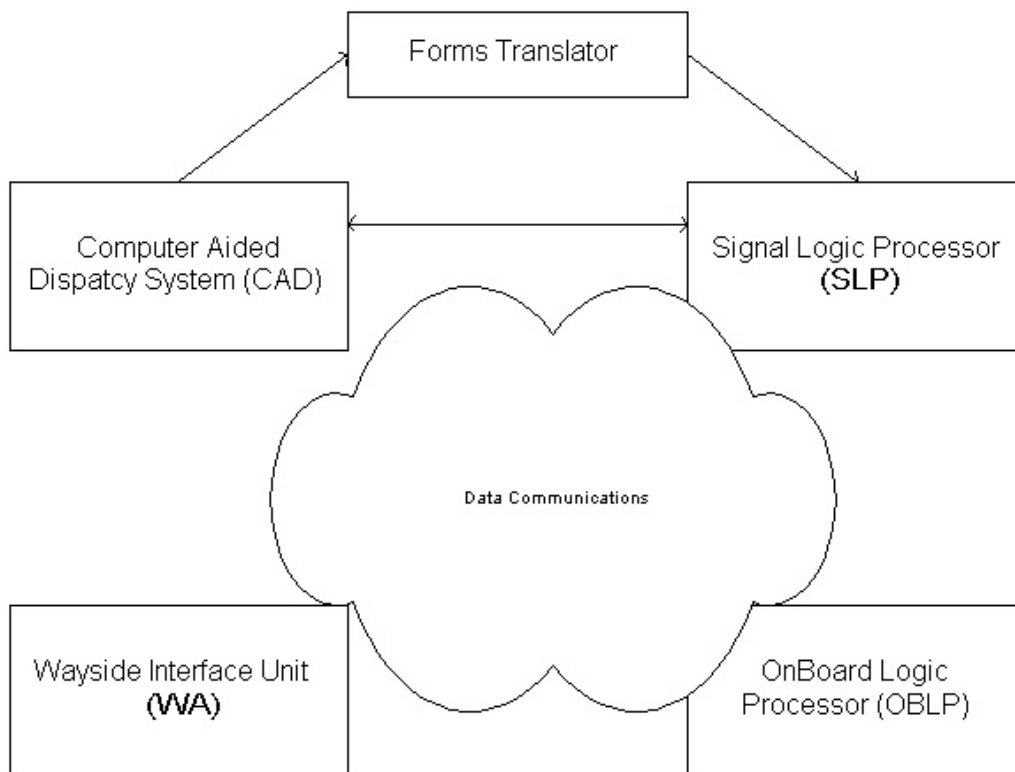 Forms Translator
Computer Aided
Dispatcy System (CAD)
Signal Logic Processor
(SLP)
Data Communications
Wayside Interface Unit
(WA)
OnBoard Logic
Processor (OBLP)